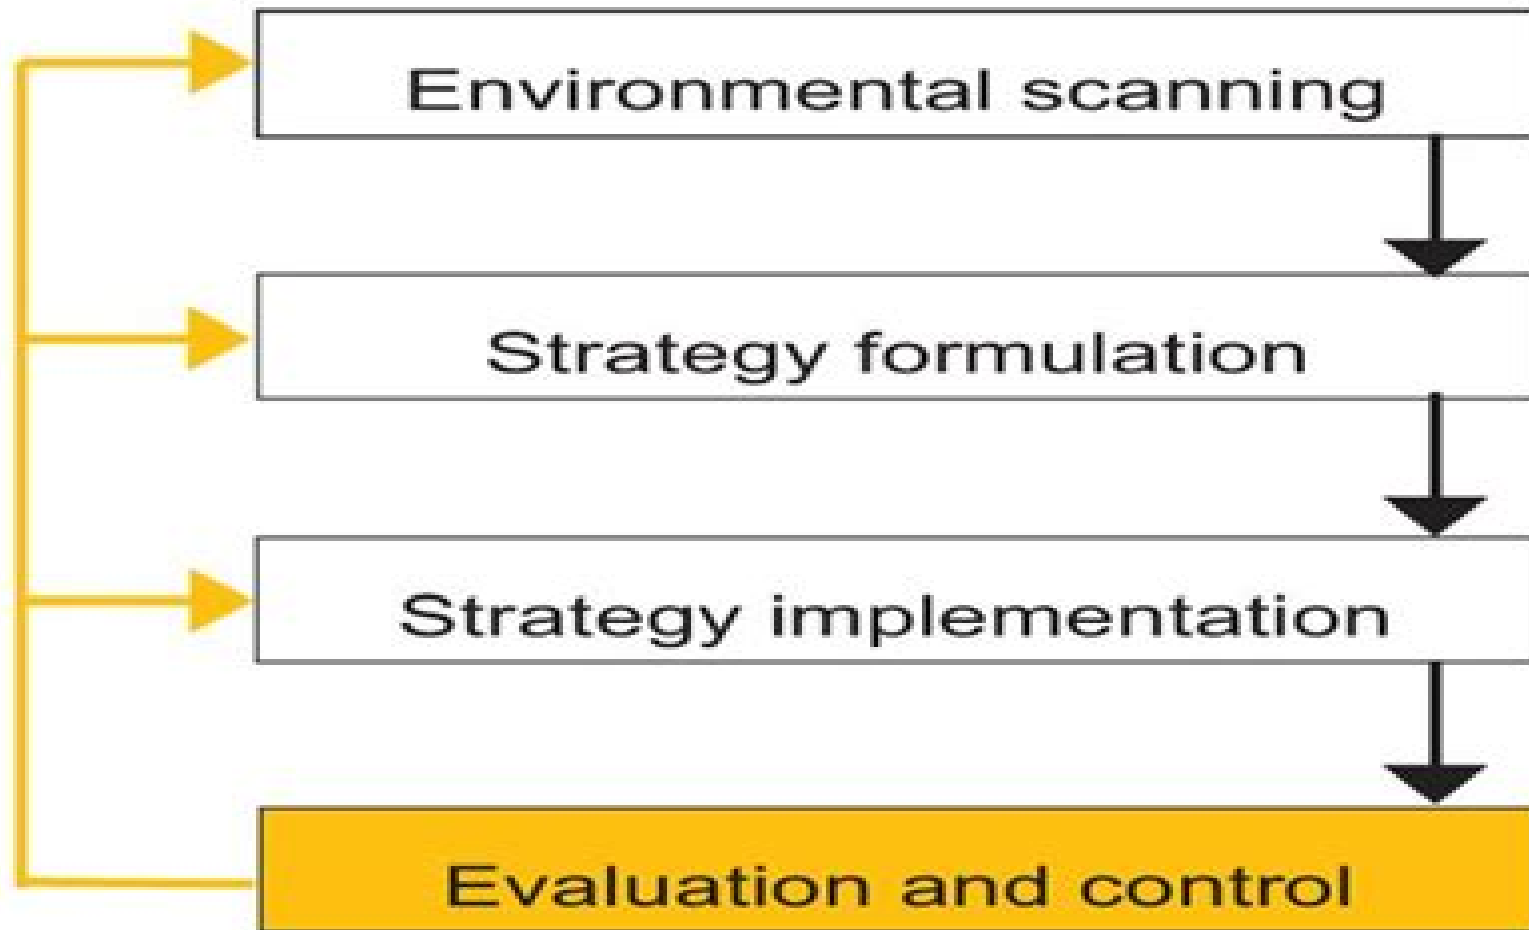 Environmental scanning
Strategy formulation
Strategy implementation
Evaluation and control